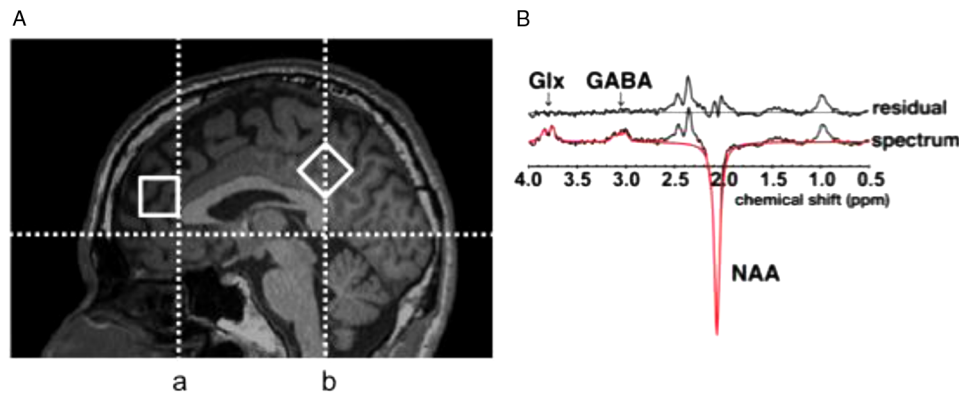 A
B
Glx
GABA
residual
spectrum
4.0 3.5 3.0 2.5 2.0 1.5 1.0 0.5
chemical shift (ppm)
NAA
a
b